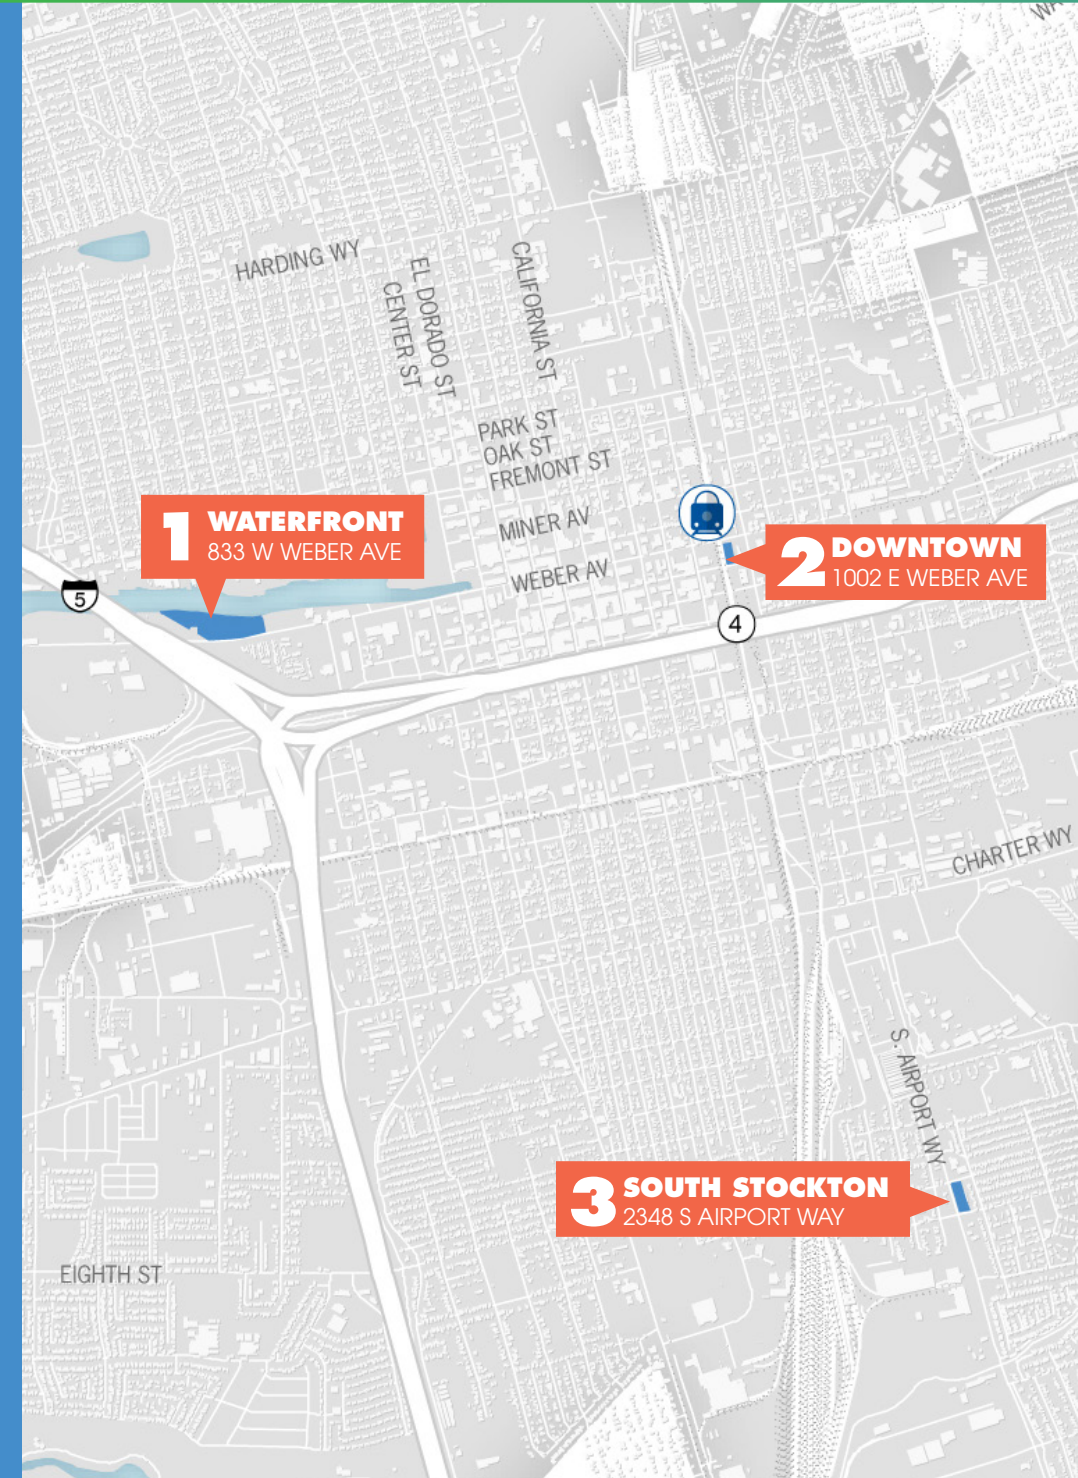 HARDING WY
EL DORADO ST
CENTER ST
CALIFORNIA ST
PARK ST
OAK ST
FREMONT ST
MINER AV
WEBER AV
1 WATERFRONT
833 W WEBER AVE
2 DOWNTOWN
1002 E WEBER AVE
5
4
CHARTER WY
S. AIRPORT WY
3 SOUTH STOCKTON
2348 S AIRPORT WAY
EIGHTH ST